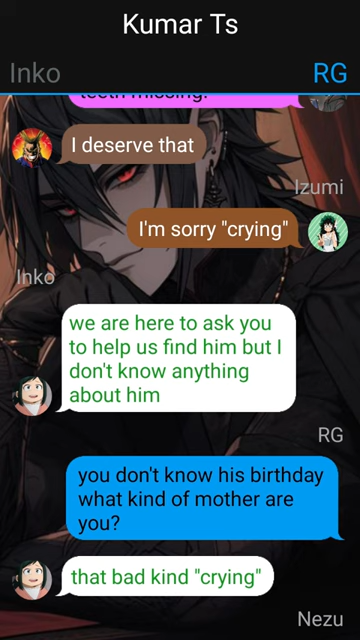 Kumar Ts
Inko
RG
teeth missing!
I deserve that
Izumi
I'm sorry "crying"
Inko
we are here to ask you
to help us find him but I
don't know anything
about him
RG
you don't know his birthday
what kind of mother are
you?
that bad kind "crying"
Nezu